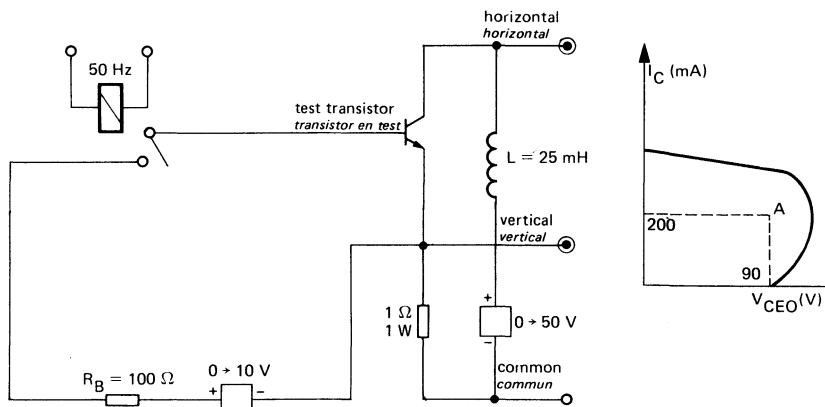 horizontal
horizontal
50 Hz
test transistor
transistor en test
L = 25 mH
vertical
vertical
+
1 Ω
1 W
0 → 50 V
−
common
commun
R_B = 100 Ω
0 → 10 V
+ −
I_C (mA)
A
200
90
V_CEO (V)